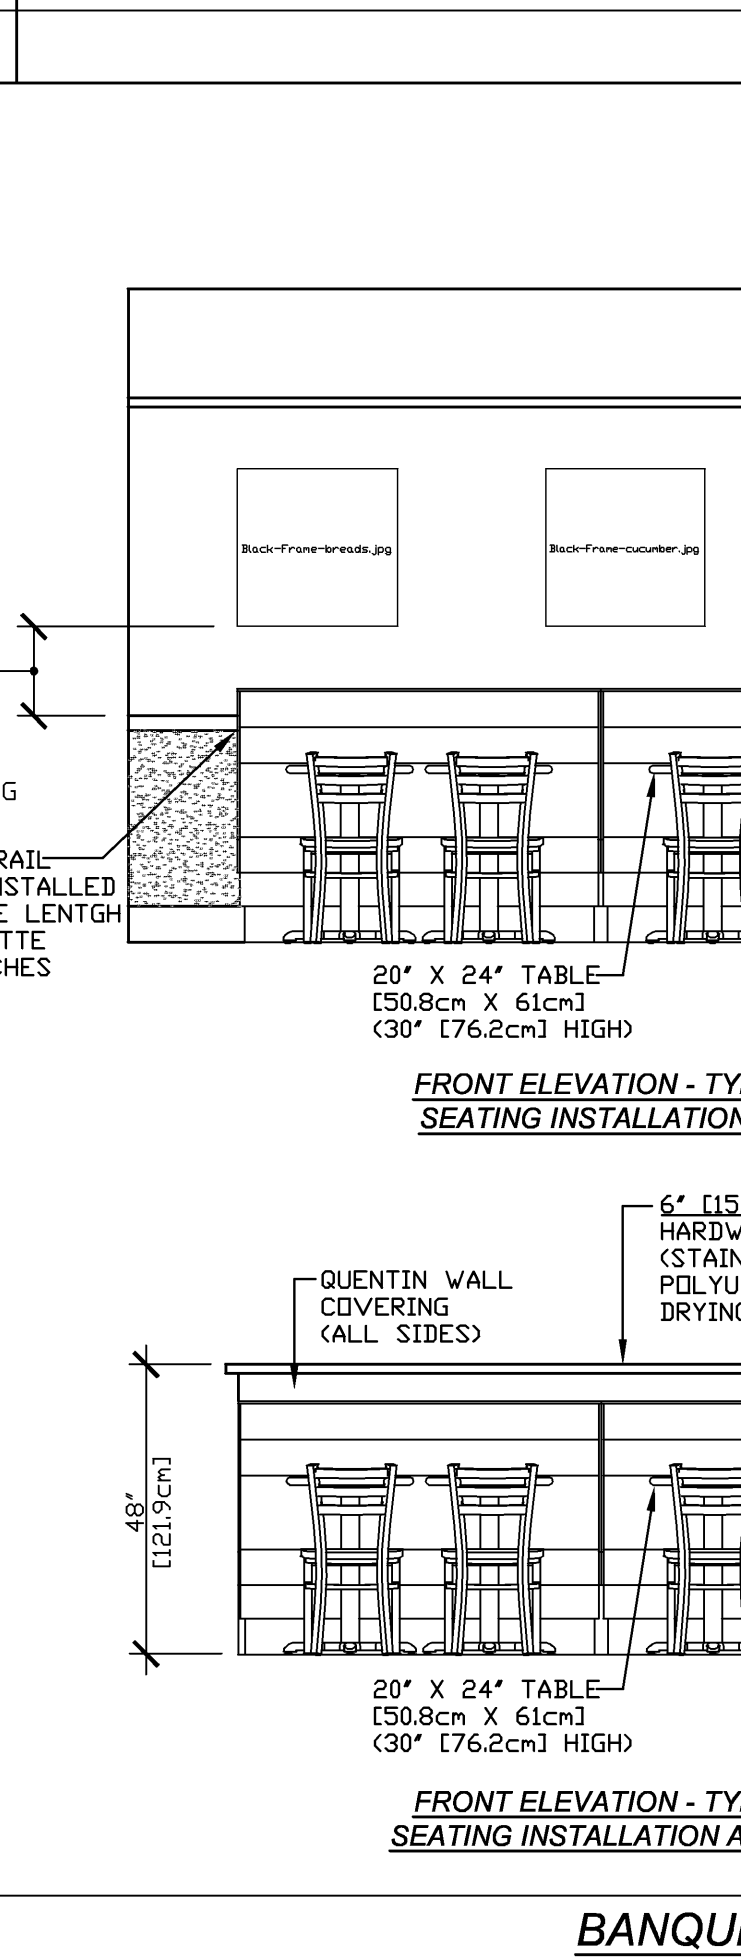 Black-Frame-breads.jpg
Black-Frame-cucumber.jpg
G
RAIL
NSTALLED
E LENTGH
TTE
CHES
20" X 24" TABLE
[50.8cm X 61cm]
(30" [76.2cm] HIGH)
FRONT ELEVATION - TY
SEATING INSTALLATION
6" [15
HARDW
(STAIN
POLYU
DRYING
QUENTIN WALL
COVERING
(ALL SIDES)
48"
[121.9cm]
20" X 24" TABLE
[50.8cm X 61cm]
(30" [76.2cm] HIGH)
FRONT ELEVATION - TY
SEATING INSTALLATION A
BANQU